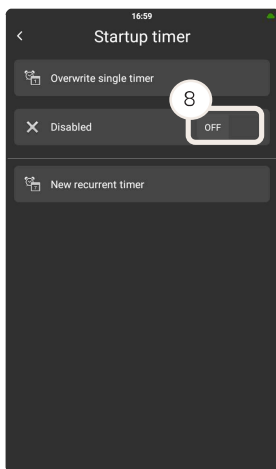 16:59
< Startup timer
Overwrite single timer
8
Disabled OFF
New recurrent timer